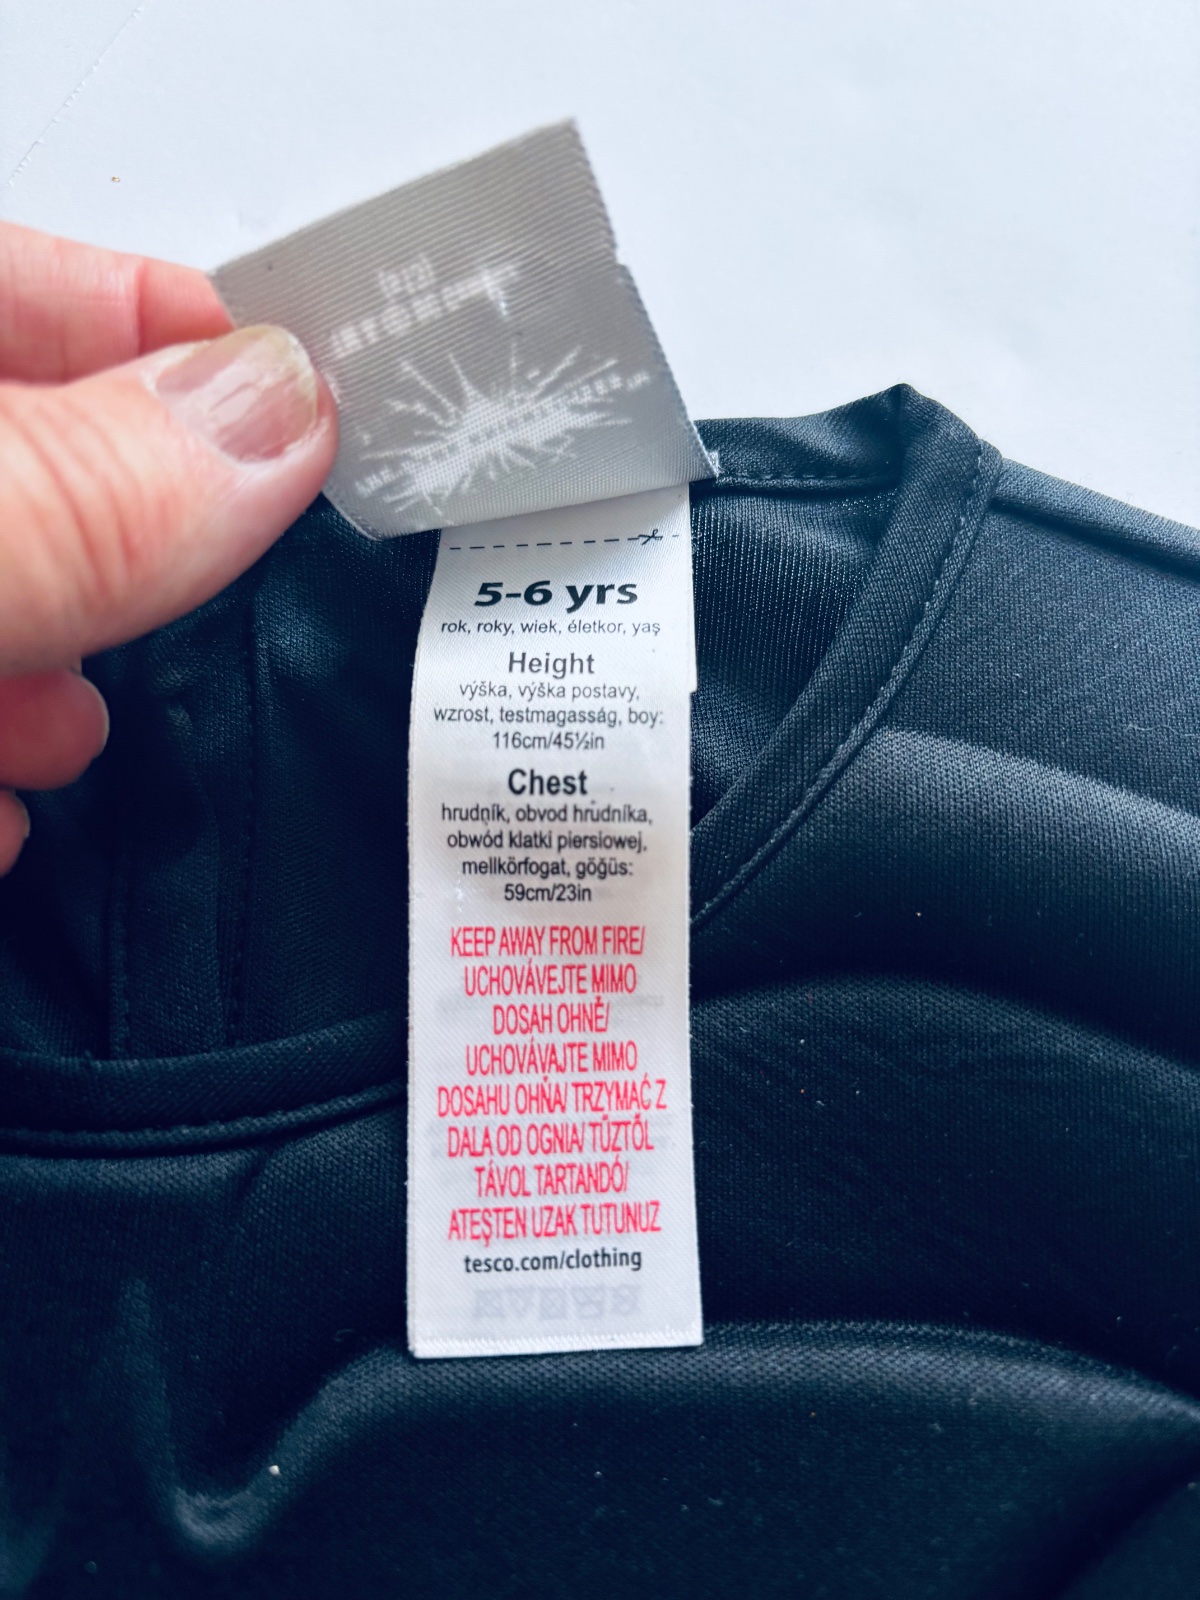 5-6 yrs
rok, roky, wiek, életkor, yaş
Height
výška, výška postavy,
wzrost, testmagasság, boy:
116cm/45½in
Chest
hrudník, obvod hrudníka,
obwód klatki piersiowej,
mellkörfogat, göğüs:
59cm/23in
KEEP AWAY FROM FIRE/
UCHOVÁVEJTE MIMO
DOSAH OHNĚ/
UCHOVÁVAJTE MIMO
DOSAHU OHŇA/ TRZYMAĆ Z
DALA OD OGNIA/ TŰZTŐL
TÁVOL TARTANDÓ/
ATEŞTEN UZAK TUTUNUZ
tesco.com/clothing